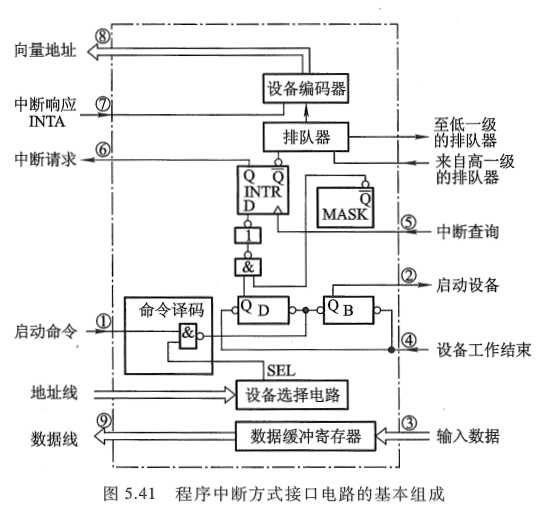 ⑧
向量地址
设备编码器
中断响应
INTA
⑦
排队器
至低一级
的排队器
中断请求
⑥
来自高一级
的排队器
Q Q̅
INTR
D
Q̅
MASK
1
⑤
中断查询
&
②
启动设备
命令译码
Q D
Q B
启动命令
①
&
④
设备工作结束
SEL
地址线
设备选择电路
⑨
数据线
数据缓冲寄存器
③
输入数据
图 5.41 程序中断方式接口电路的基本组成